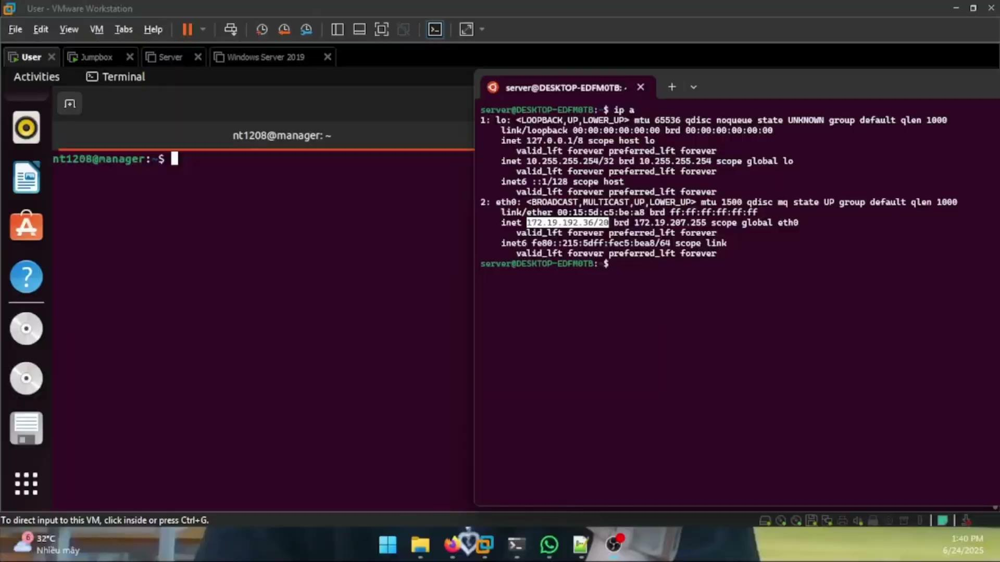 User - VMware Workstation
File Edit View VM Tabs Help
User Jumpbox Server Windows Server 2019
Activities Terminal
nt1208@manager: ~
nt1208@manager:~$
server@DESKTOP-EDFM0TB: 
server@DESKTOP-EDFM0TB:~$ ip a
1: lo: <LOOPBACK,UP,LOWER_UP> mtu 65536 qdisc noqueue state UNKNOWN group default qlen 1000
link/loopback 00:00:00:00:00:00 brd 00:00:00:00:00:00
inet 127.0.0.1/8 scope host lo
valid_lft forever preferred_lft forever
inet 10.255.255.254/32 brd 10.255.255.254 scope global lo
valid_lft forever preferred_lft forever
inet6 ::1/128 scope host
valid_lft forever preferred_lft forever
2: eth0: <BROADCAST,MULTICAST,UP,LOWER_UP> mtu 1500 qdisc mq state UP group default qlen 1000
link/ether 00:15:5d:c5:be:a8 brd ff:ff:ff:ff:ff:ff
inet 172.19.192.36/20 brd 172.19.207.255 scope global eth0
valid_lft forever preferred_lft forever
inet6 fe80::215:5dff:fec5:bea8/64 scope link
valid_lft forever preferred_lft forever
server@DESKTOP-EDFM0TB:~$
To direct input to this VM, click inside or press Ctrl+G.
6
32°C
Nhiều mây
1:40 PM
6/24/2025